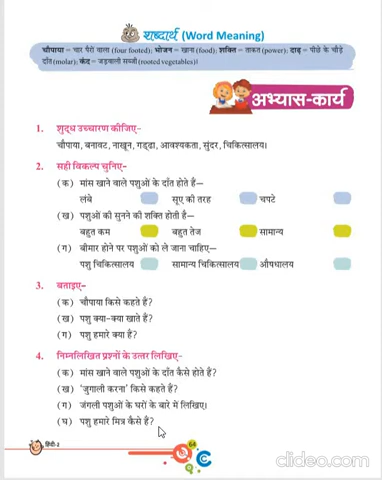 शब्दार्थ (Word Meaning)
चौपाया = चार पैरों वाला (four footed); भोजन = खाना (food); शक्ति = ताकत (power); दाढ़ = पीछे के चौड़े
दाँत (molar); कंद = जड़वाली सब्जी (rooted vegetables)।
अभ्यास-कार्य
1. शुद्ध उच्चारण कीजिए-
चौपाया, बनावट, नाखून, गड्ढा, आवश्यकता, सुंदर, चिकित्सालय।
2. सही विकल्प चुनिए-
(क) मांस खाने वाले पशुओं के दाँत होते हैं—
लंबे सूए की तरह चपटे
(ख) पशुओं की सुनने की शक्ति होती है—
बहुत कम बहुत तेज सामान्य
(ग) बीमार होने पर पशुओं को ले जाना चाहिए-
पशु चिकित्सालय सामान्य चिकित्सालय औषधालय
3. बताइए-
(क) चौपाया किसे कहते हैं?
(ख) पशु क्या-क्या खाते हैं?
(ग) पशु हमारे क्या हैं?
4. निम्नलिखित प्रश्नों के उत्तर लिखिए-
(क) मांस खाने वाले पशुओं के दाँत कैसे होते हैं?
(ख) 'जुगाली करना' किसे कहते हैं?
(ग) जंगली पशुओं के घरों के बारे में लिखिए।
(घ) पशु हमारे मित्र कैसे हैं?
हिंदी-2
64
clideo.com